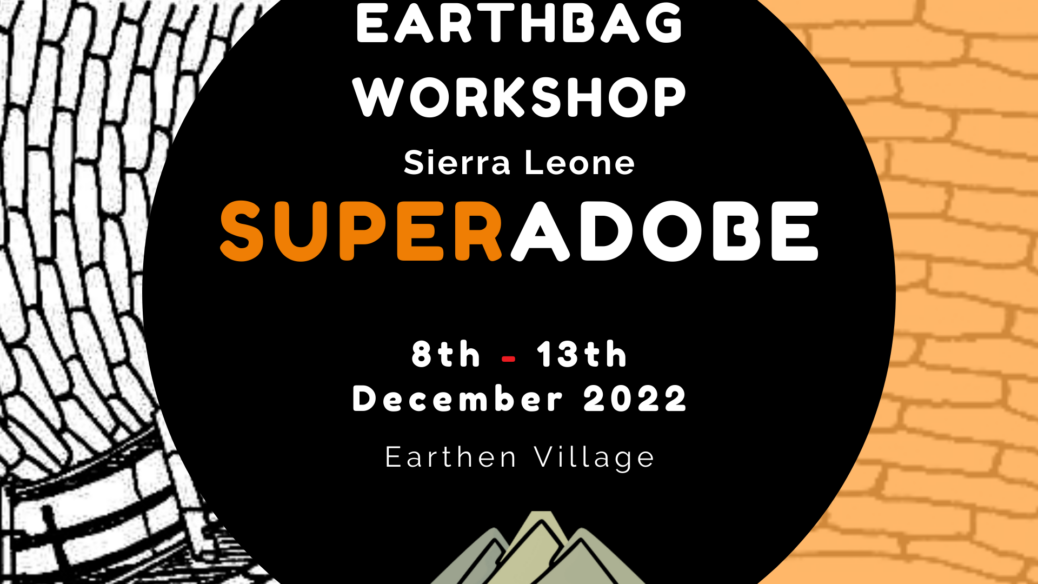 EARTHBAG
WORKSHOP
Sierra Leone
SUPERADOBE
8th - 13th
December 2022
Earthen Village